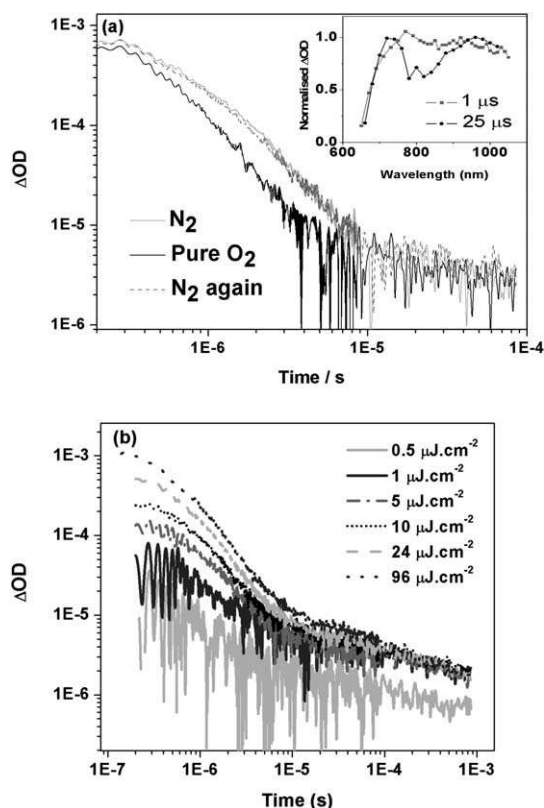 (a)
1E-3
1E-4
1E-5
1E-6
ΔOD
1E-6
1E-5
1E-4
Time / s
N2
Pure O2
N2 again
Normalised ΔOD
1.0
0.5
0.0
600
800
1000
Wavelength (nm)
1 μs
25 μs
(b)
1E-3
1E-4
1E-5
1E-6
ΔOD
1E-7
1E-6
1E-5
1E-4
1E-3
Time (s)
0.5 μJ.cm-2
1 μJ.cm-2
5 μJ.cm-2
10 μJ.cm-2
24 μJ.cm-2
96 μJ.cm-2